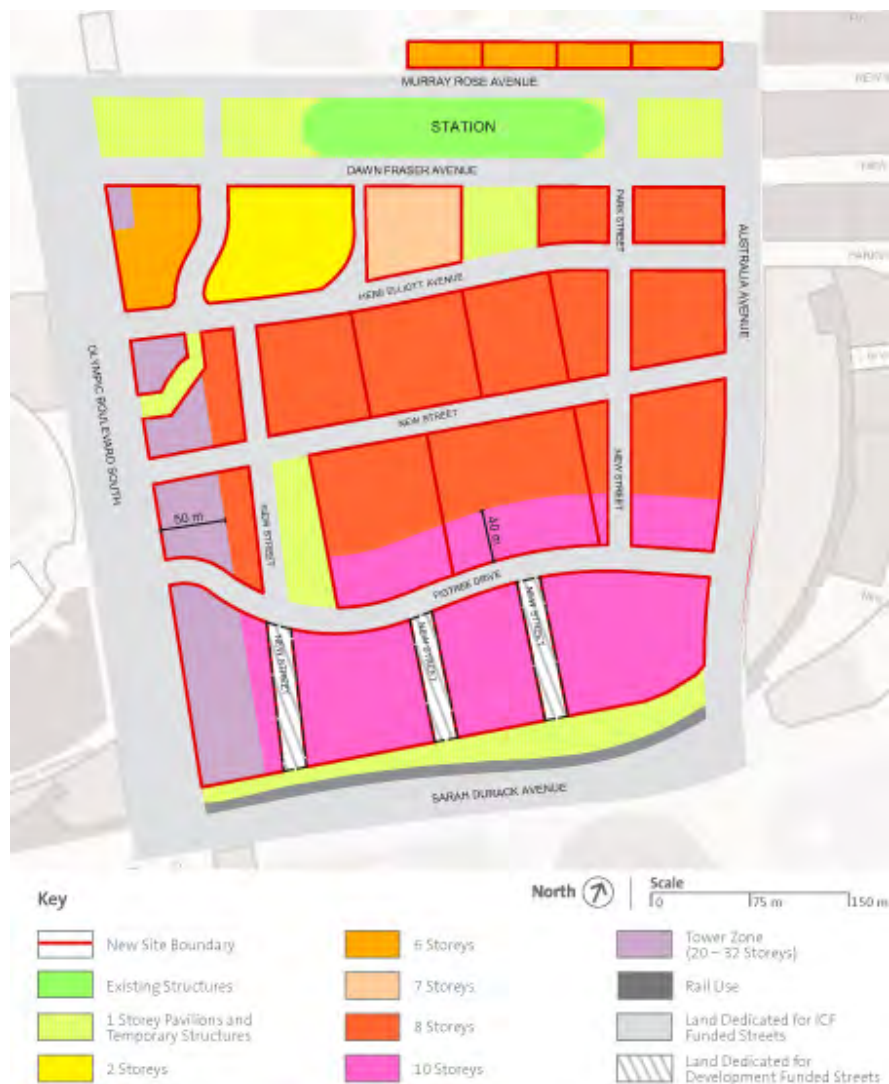 MURRAY ROSE AVENUE
STATION
DAWN FRASER AVENUE
PARK STREET
AUSTRALIA AVENUE
HERB ELLIOTT AVENUE
OLYMPIC BOULEVARD SOUTH
NEW STREET
NEW STREET
NEW STREET
50 m
40 m
FIGTREE DRIVE
NEW STREET
NEW STREET
NEW STREET
SARAH DURACK AVENUE
Key
North
Scale
0 75 m 150 m
New Site Boundary
Existing Structures
1 Storey Pavilions and
Temporary Structures
2 Storeys
6 Storeys
7 Storeys
8 Storeys
10 Storeys
Tower Zone
(20 – 32 Storeys)
Rail Use
Land Dedicated for ICF
Funded Streets
Land Dedicated for
Development Funded Streets